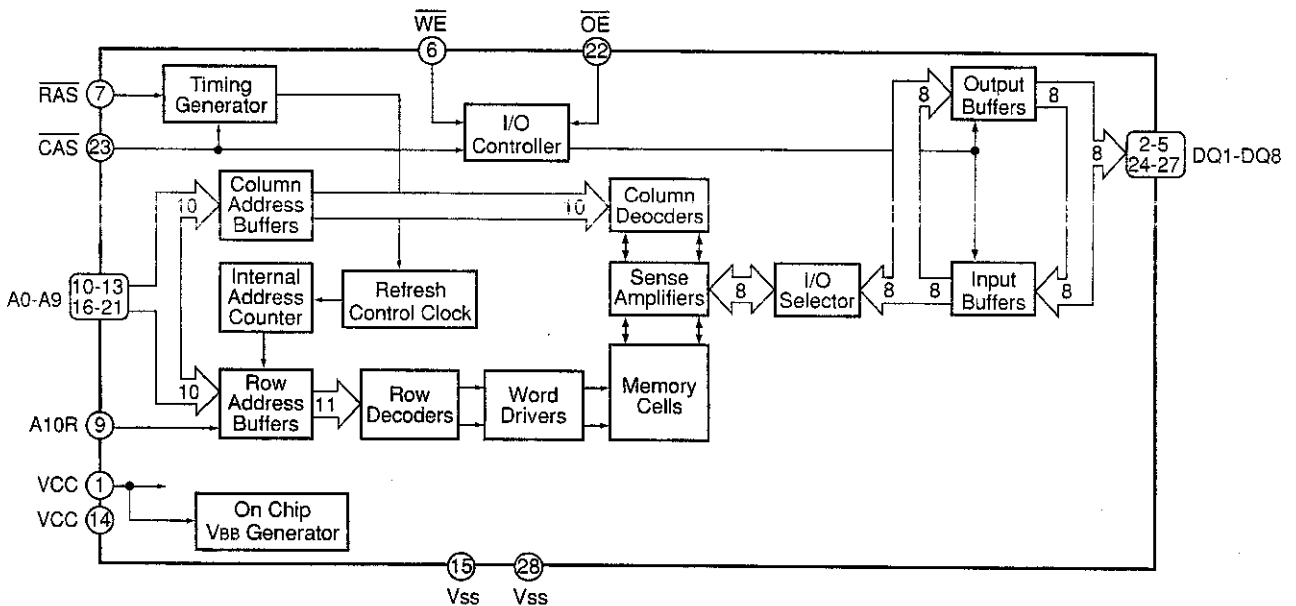 WE
OE
6
22
RAS
7
Timing
Generator
CAS
23
I/O
Controller
8
Output
Buffers
8
8
2-5
24-27
DQ1-DQ8
10
Column
Address
Buffers
10
Column
Deocders
A0-A9
10-13
16-21
Internal
Address
Counter
Refresh
Control Clock
Sense
Amplifiers
8
I/O
Selector
8
8
Input
Buffers
8
10
Row
Address
Buffers
11
Row
Decoders
Word
Drivers
Memory
Cells
A10R
9
VCC
1
VCC
14
On Chip
VBB Generator
15
28
Vss
Vss